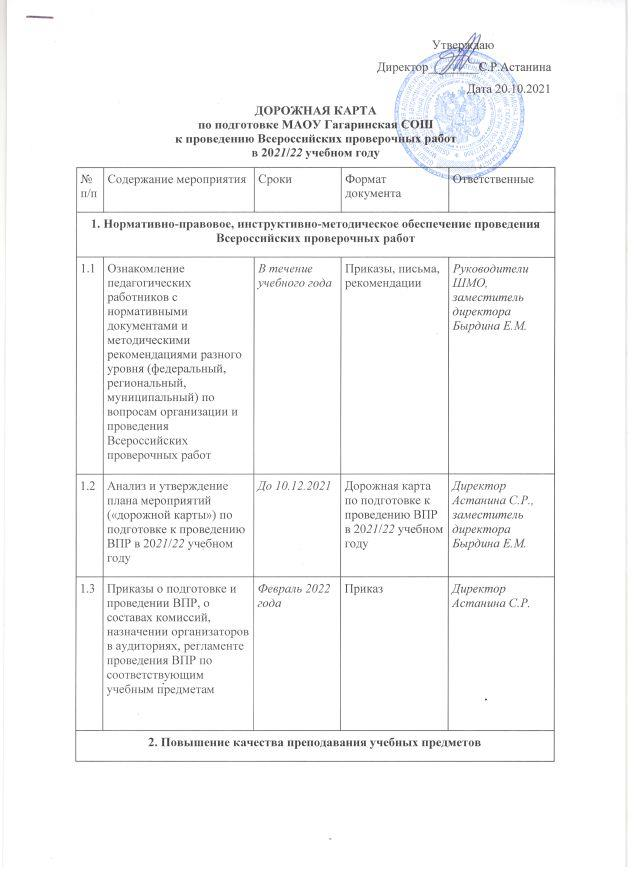 Утверждаю
Директор________С.Р.Астанина
Дата 20.10.2021
ДОРОЖНАЯ КАРТА
по подготовке МАОУ Гагаринская СОШ
к проведению Всероссийских проверочных работ
в 2021/22 учебном году
№ п/п
Содержание мероприятия
Сроки
Формат
документа
Ответственные
1. Нормативно-правовое, инструктивно-методическое обеспечение проведения
Всероссийских проверочных работ
1.1
Ознакомление
педагогических
работников с
нормативными
документами и
методическими
рекомендациями разного
уровня (федеральный,
региональный,
муниципальный) по
вопросам организации и
проведения
Всероссийских
проверочных работ
В течение
учебного года
Приказы, письма,
рекомендации
Руководители
ШМО,
заместитель
директора
Бырдина Е.М.
1.2
Анализ и утверждение
плана мероприятий
(«дорожной карты») по
подготовке к проведению
ВПР в 2021/22 учебном
году
До 10.12.2021
Дорожная карта
по подготовке к
проведению ВПР
в 2021/22 учебном
году
Директор
Астанина С.Р.,
заместитель
директора
Бырдина Е.М.
1.3
Приказы о подготовке и
проведении ВПР, о
составах комиссий,
назначении организаторов
в аудиториях, регламенте
проведения ВПР по
соответствующим
учебным предметам
Февраль 2022
года
Приказ
Директор
Астанина С.Р.
2. Повышение качества преподавания учебных предметов